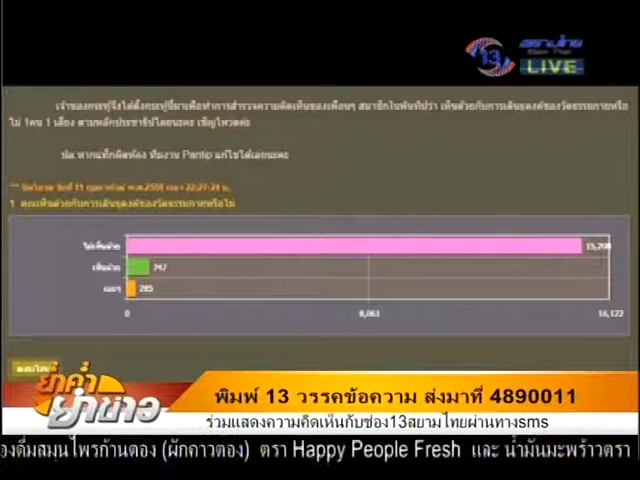 13 สยามไทย
LIVE
เจ้าของกระทู้จึงได้ตั้งกระทู้นี้มาเพื่อทำการสำรวจความคิดเห็นของเพื่อนๆ สมาชิกในพันทิปว่า เห็นด้วยกับการเดินธุดงค์ของวัดธรรมกายหรือ
ไม่ 1คน 1 เสียง ตามหลักประชาธิปไตยนะคะ เชิญโหวตค่ะ
ปล หากแท็กผิดห้อง ทีมงาน Pantip แก้ไขได้เลยนะคะ
1 คุณเห็นด้วยกับการเดินธุดงค์ของวัดธรรมกายหรือไม่
ไม่เห็นด้วย
เห็นด้วย 747
เฉยๆ 285
0 8,061 16,122
ย่ำค่ำ
ย่ำข่าว
พิมพ์ 13 วรรคข้อความ ส่งมาที่ 4890011
ร่วมแสดงความคิดเห็นกับช่อง13สยามไทยผ่านทางsms
องดื่มสมุนไพรก้านตอง (ผักคาวตอง) ตรา Happy People Fresh และ น้ำมันมะพร้าวตรา